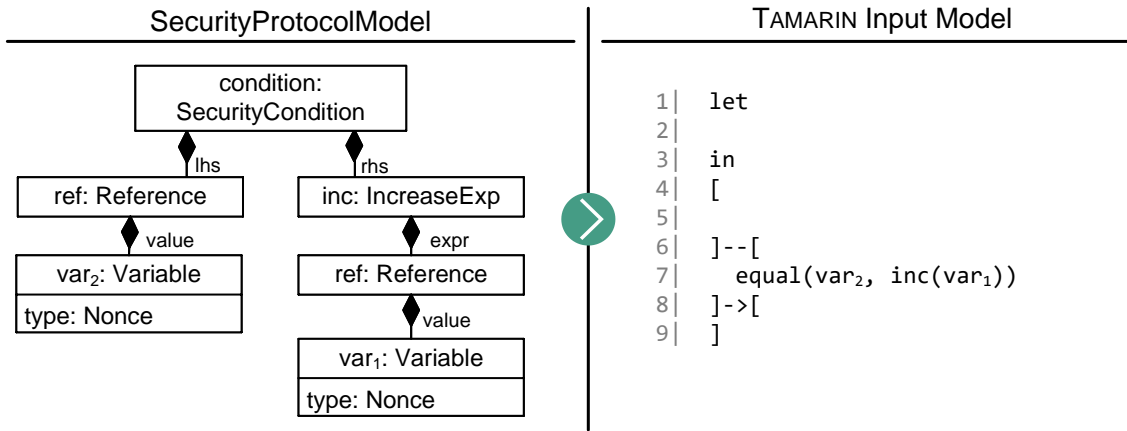 SecurityProtocolModel
condition:
SecurityCondition
lhs
rhs
ref: Reference
inc: IncreaseExp
value
expr
var₂: Variable
type: Nonce
ref: Reference
value
var₁: Variable
type: Nonce
TAMARIN Input Model
1| let
2|
3| in
4| [
5|
6| ]--[
7| equal(var₂, inc(var₁))
8| ]->[
9| ]